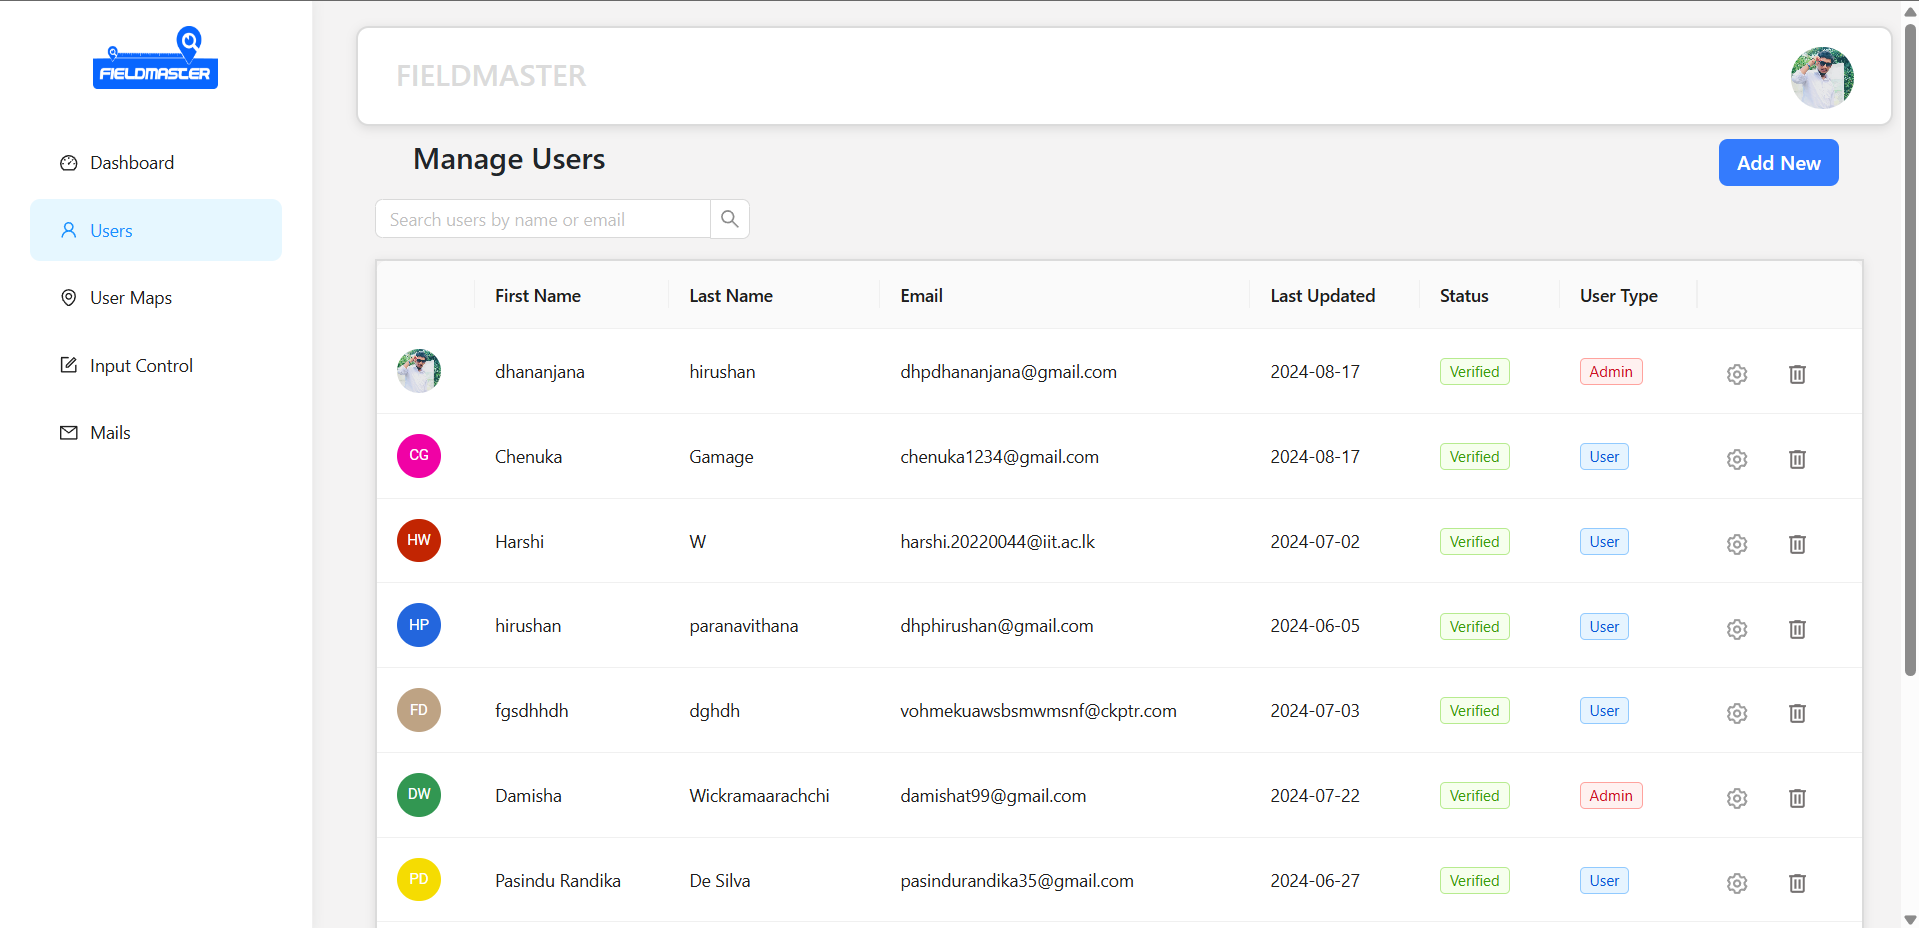 FIELDMASTER
Dashboard
Users
User Maps
Input Control
Mails
FIELDMASTER
Manage Users
Add New
Search users by name or email
First Name Last Name Email Last Updated Status User Type
dhananjana hirushan dhpdhananjana@gmail.com 2024-08-17 Verified Admin
CG Chenuka Gamage chenuka1234@gmail.com 2024-08-17 Verified User
HW Harshi W harshi.20220044@iit.ac.lk 2024-07-02 Verified User
HP hirushan paranavithana dhphirushan@gmail.com 2024-06-05 Verified User
FD fgsdhhdh dghdh vohmekuawsbsmwmsnf@ckptr.com 2024-07-03 Verified User
DW Damisha Wickramaarachchi damishat99@gmail.com 2024-07-22 Verified Admin
PD Pasindu Randika De Silva pasindurandika35@gmail.com 2024-06-27 Verified User